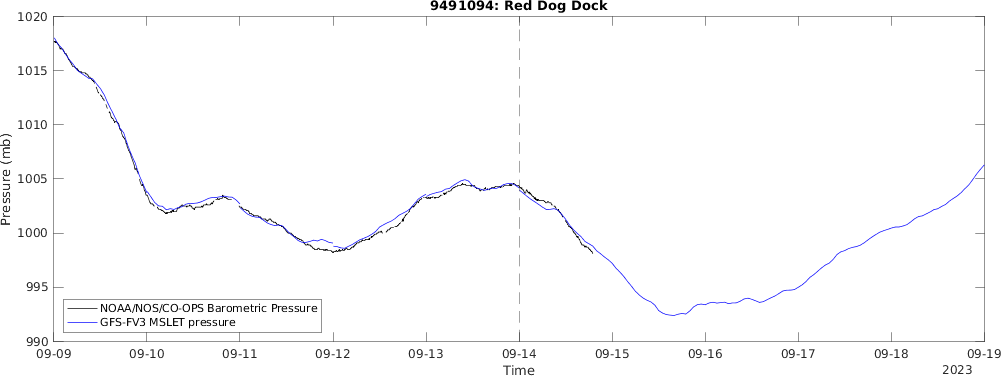 9491094: Red Dog Dock
1020
1015
1010
1005
1000
995
990
Pressure (mb)
NOAA/NOS/CO-OPS Barometric Pressure
GFS-FV3 MSLET pressure
09-09 09-10 09-11 09-12 09-13 09-14 09-15 09-16 09-17 09-18 09-19
Time
2023